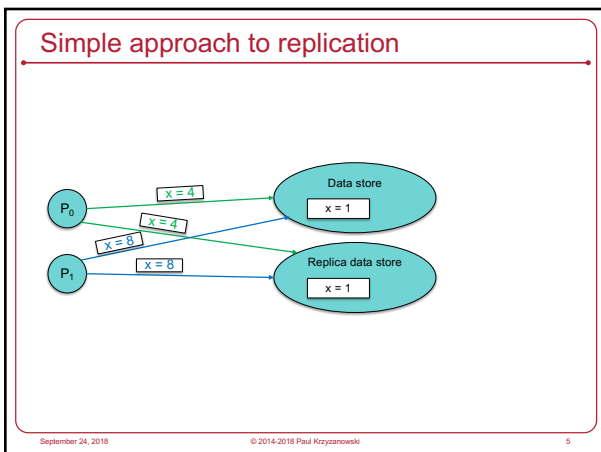 Simple approach to replication
P0
x = 4
Data store
x = 1
x = 4
x = 8
P1
x = 8
Replica data store
x = 1
September 24, 2018
© 2014-2018 Paul Krzyzanowski
5